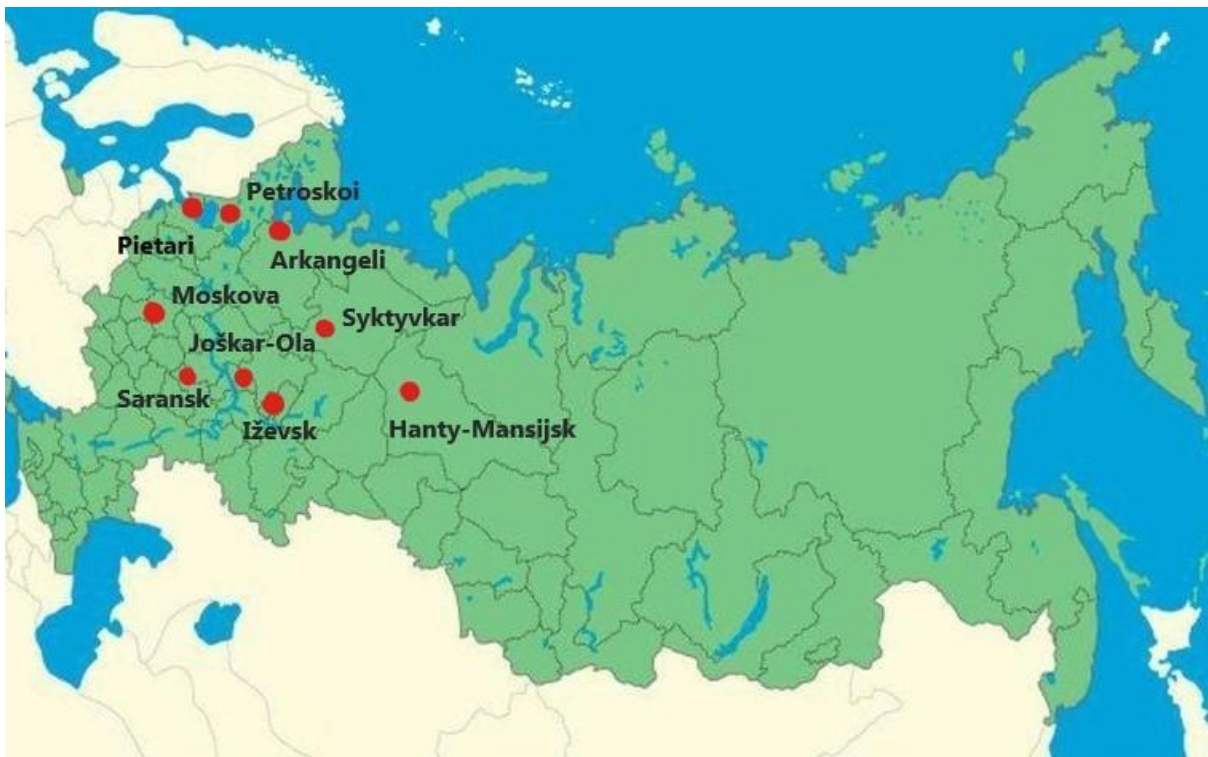 Petroskoi
Pietari
Arkangeli
Moskova
Syktyvkar
Joškar-Ola
Saransk
Hanty-Mansijsk
Iževsk